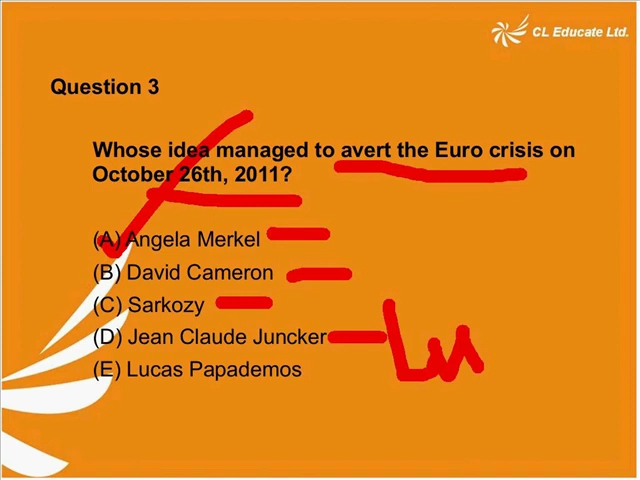 CL Educate Ltd.
Question 3
Whose idea managed to avert the Euro crisis on
October 26th, 2011?
(A) Angela Merkel
(B) David Cameron
(C) Sarkozy
(D) Jean Claude Juncker
(E) Lucas Papademos